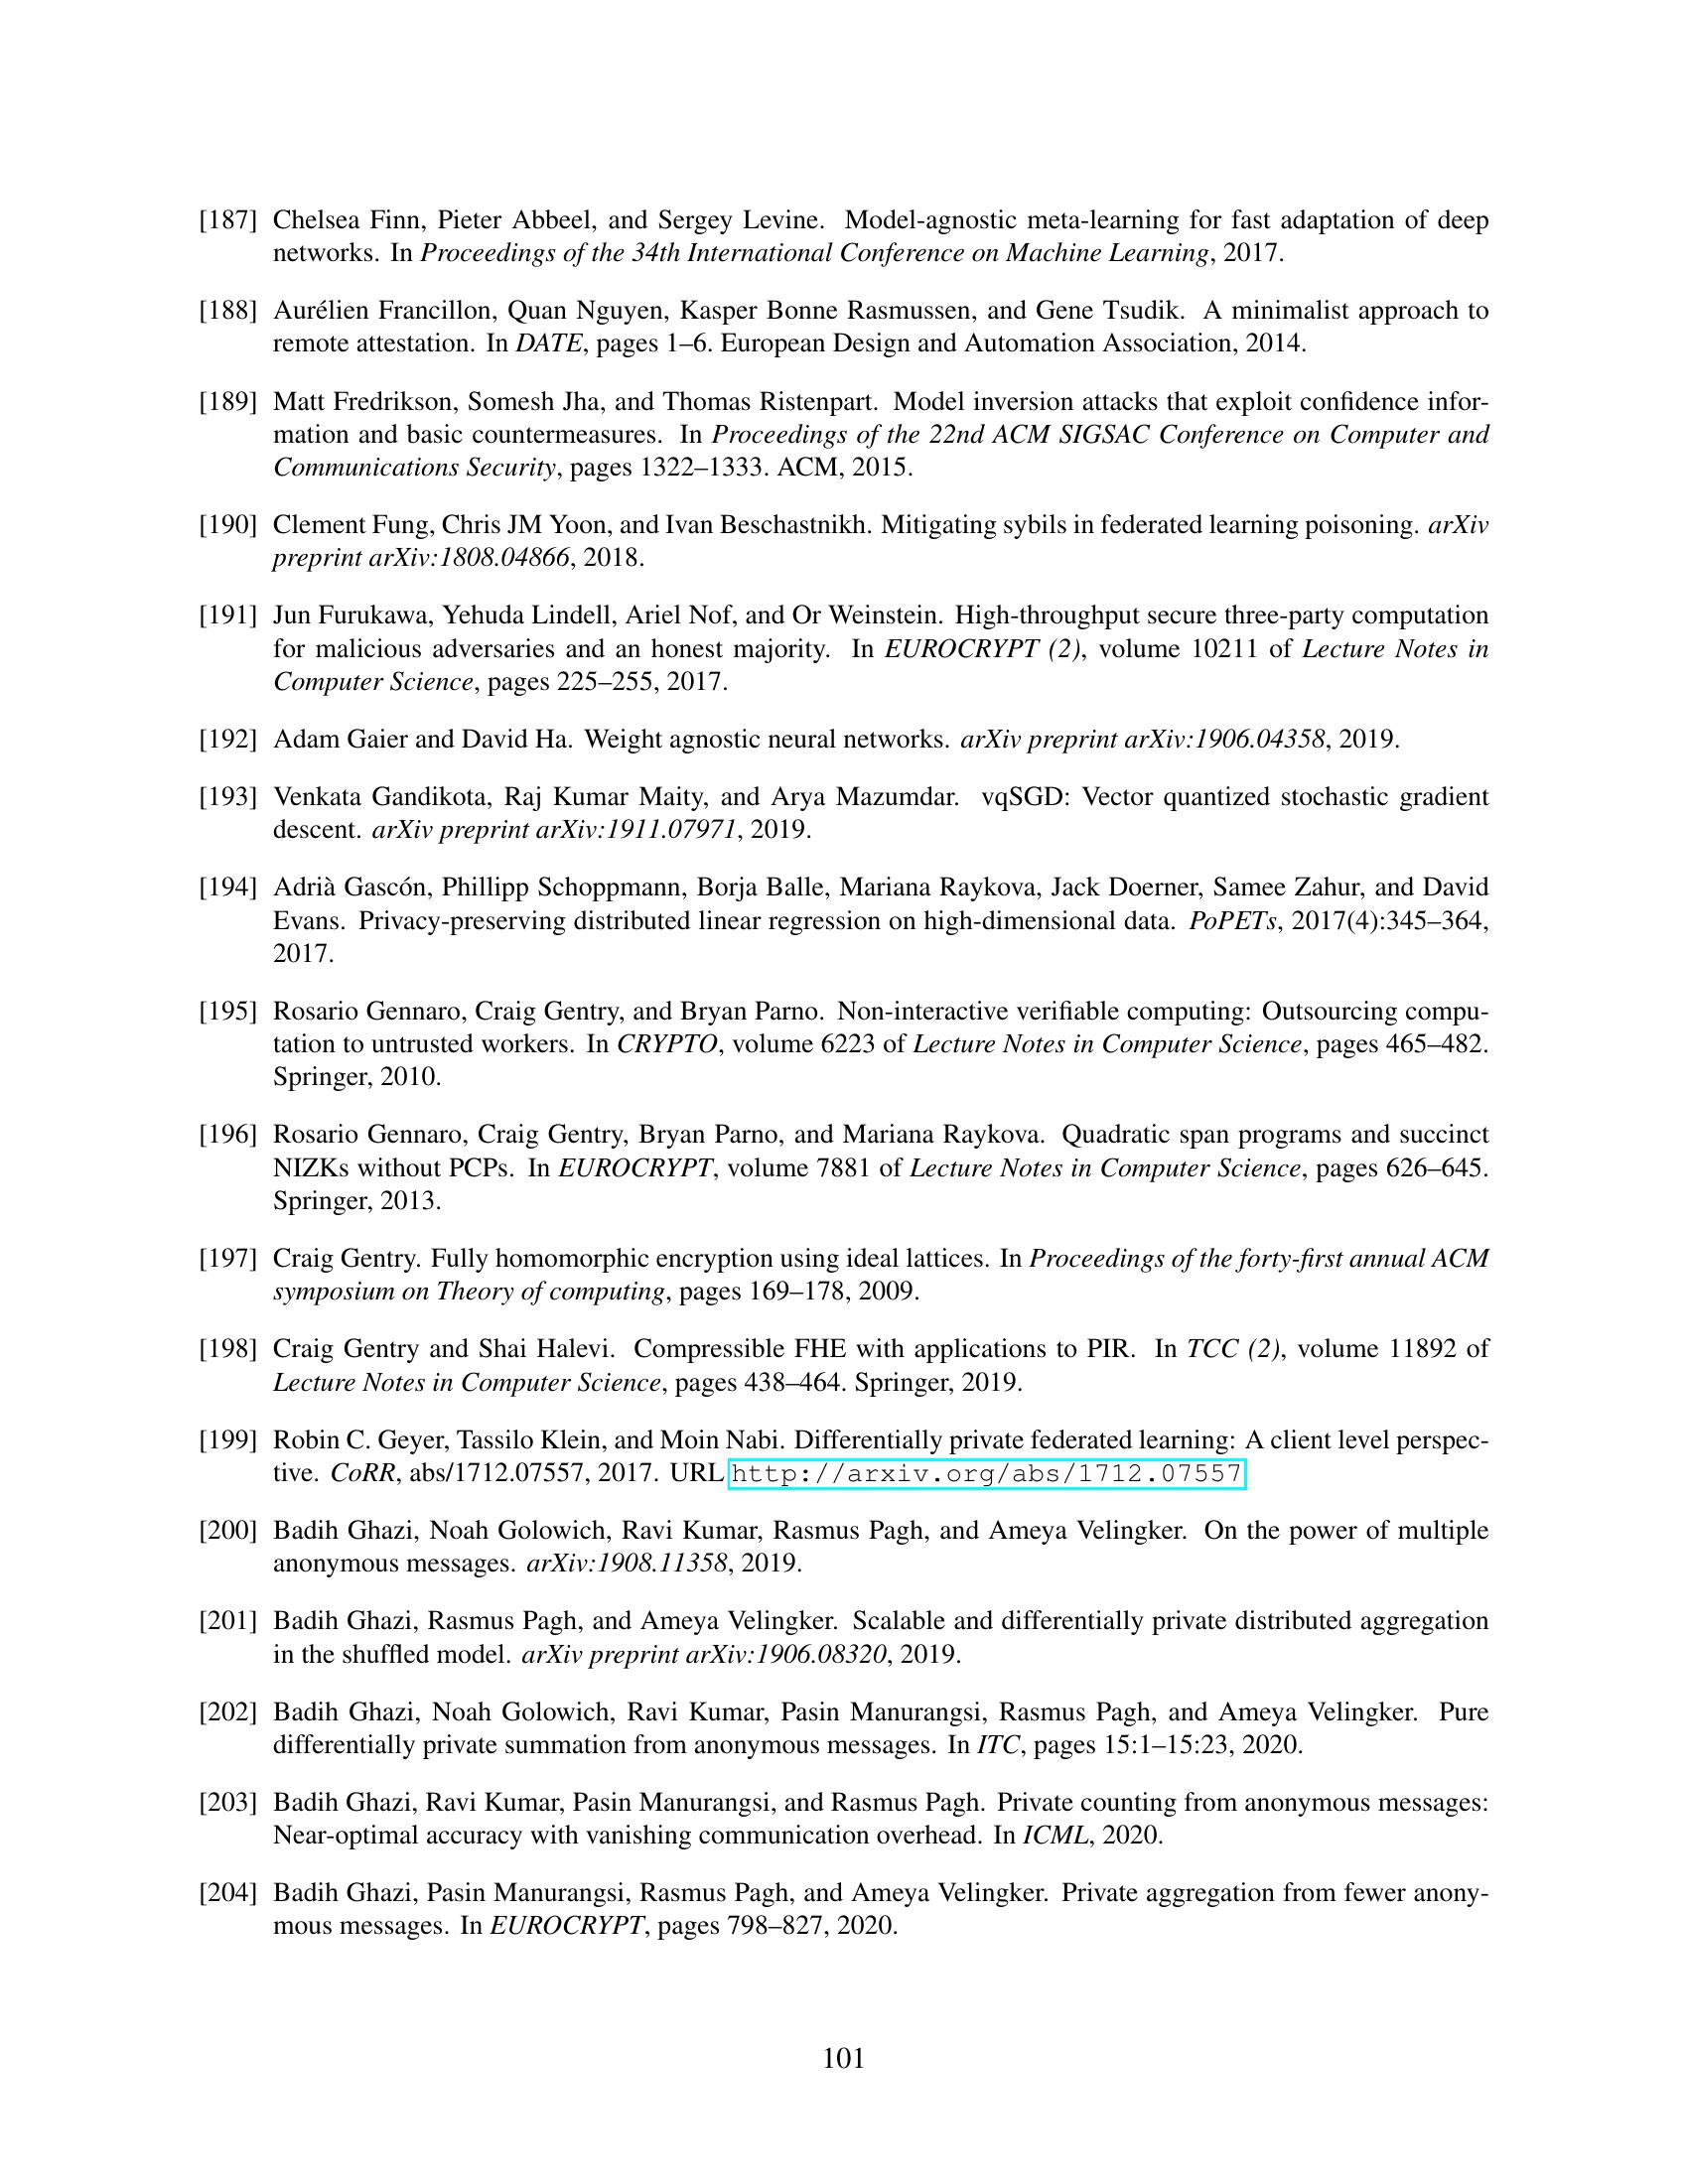 [187] Chelsea Finn, Pieter Abbeel, and Sergey Levine. Model-agnostic meta-learning for fast adaptation of deep
networks. In Proceedings of the 34th International Conference on Machine Learning, 2017.
[188] Aurélien Francillon, Quan Nguyen, Kasper Bonne Rasmussen, and Gene Tsudik. A minimalist approach to
remote attestation. In DATE, pages 1–6. European Design and Automation Association, 2014.
[189] Matt Fredrikson, Somesh Jha, and Thomas Ristenpart. Model inversion attacks that exploit confidence infor-
mation and basic countermeasures. In Proceedings of the 22nd ACM SIGSAC Conference on Computer and
Communications Security, pages 1322–1333. ACM, 2015.
[190] Clement Fung, Chris JM Yoon, and Ivan Beschastnikh. Mitigating sybils in federated learning poisoning. arXiv
preprint arXiv:1808.04866, 2018.
[191] Jun Furukawa, Yehuda Lindell, Ariel Nof, and Or Weinstein. High-throughput secure three-party computation
for malicious adversaries and an honest majority. In EUROCRYPT (2), volume 10211 of Lecture Notes in
Computer Science, pages 225–255, 2017.
[192] Adam Gaier and David Ha. Weight agnostic neural networks. arXiv preprint arXiv:1906.04358, 2019.
[193] Venkata Gandikota, Raj Kumar Maity, and Arya Mazumdar. vqSGD: Vector quantized stochastic gradient
descent. arXiv preprint arXiv:1911.07971, 2019.
[194] Adrià Gascón, Phillipp Schoppmann, Borja Balle, Mariana Raykova, Jack Doerner, Samee Zahur, and David
Evans. Privacy-preserving distributed linear regression on high-dimensional data. PoPETs, 2017(4):345–364,
2017.
[195] Rosario Gennaro, Craig Gentry, and Bryan Parno. Non-interactive verifiable computing: Outsourcing compu-
tation to untrusted workers. In CRYPTO, volume 6223 of Lecture Notes in Computer Science, pages 465–482.
Springer, 2010.
[196] Rosario Gennaro, Craig Gentry, Bryan Parno, and Mariana Raykova. Quadratic span programs and succinct
NIZKs without PCPs. In EUROCRYPT, volume 7881 of Lecture Notes in Computer Science, pages 626–645.
Springer, 2013.
[197] Craig Gentry. Fully homomorphic encryption using ideal lattices. In Proceedings of the forty-first annual ACM
symposium on Theory of computing, pages 169–178, 2009.
[198] Craig Gentry and Shai Halevi. Compressible FHE with applications to PIR. In TCC (2), volume 11892 of
Lecture Notes in Computer Science, pages 438–464. Springer, 2019.
[199] Robin C. Geyer, Tassilo Klein, and Moin Nabi. Differentially private federated learning: A client level perspec-
tive. CoRR, abs/1712.07557, 2017. URL http://arxiv.org/abs/1712.07557
[200] Badih Ghazi, Noah Golowich, Ravi Kumar, Rasmus Pagh, and Ameya Velingker. On the power of multiple
anonymous messages. arXiv:1908.11358, 2019.
[201] Badih Ghazi, Rasmus Pagh, and Ameya Velingker. Scalable and differentially private distributed aggregation
in the shuffled model. arXiv preprint arXiv:1906.08320, 2019.
[202] Badih Ghazi, Noah Golowich, Ravi Kumar, Pasin Manurangsi, Rasmus Pagh, and Ameya Velingker. Pure
differentially private summation from anonymous messages. In ITC, pages 15:1–15:23, 2020.
[203] Badih Ghazi, Ravi Kumar, Pasin Manurangsi, and Rasmus Pagh. Private counting from anonymous messages:
Near-optimal accuracy with vanishing communication overhead. In ICML, 2020.
[204] Badih Ghazi, Pasin Manurangsi, Rasmus Pagh, and Ameya Velingker. Private aggregation from fewer anony-
mous messages. In EUROCRYPT, pages 798–827, 2020.
101